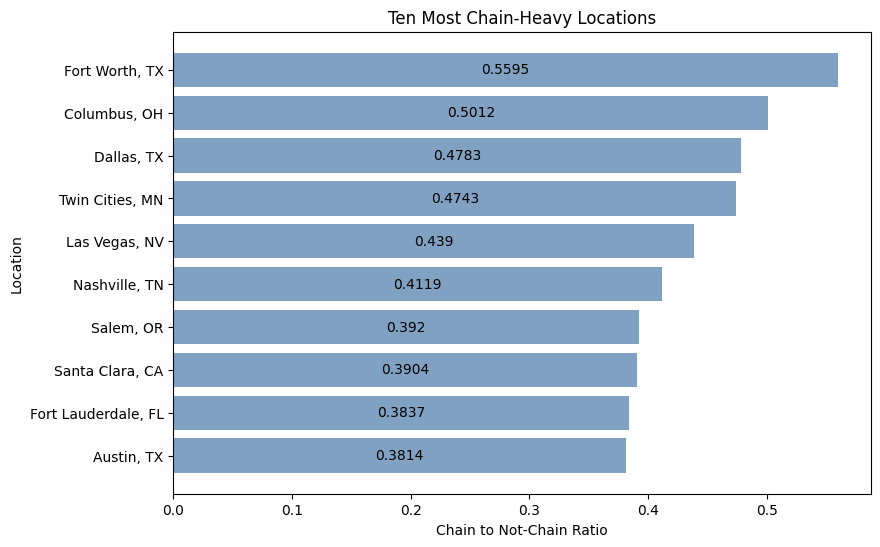 Ten Most Chain-Heavy Locations
Location
Fort Worth, TX 0.5595
Columbus, OH 0.5012
Dallas, TX 0.4783
Twin Cities, MN 0.4743
Las Vegas, NV 0.439
Nashville, TN 0.4119
Salem, OR 0.392
Santa Clara, CA 0.3904
Fort Lauderdale, FL 0.3837
Austin, TX 0.3814
0.0 0.1 0.2 0.3 0.4 0.5
Chain to Not-Chain Ratio